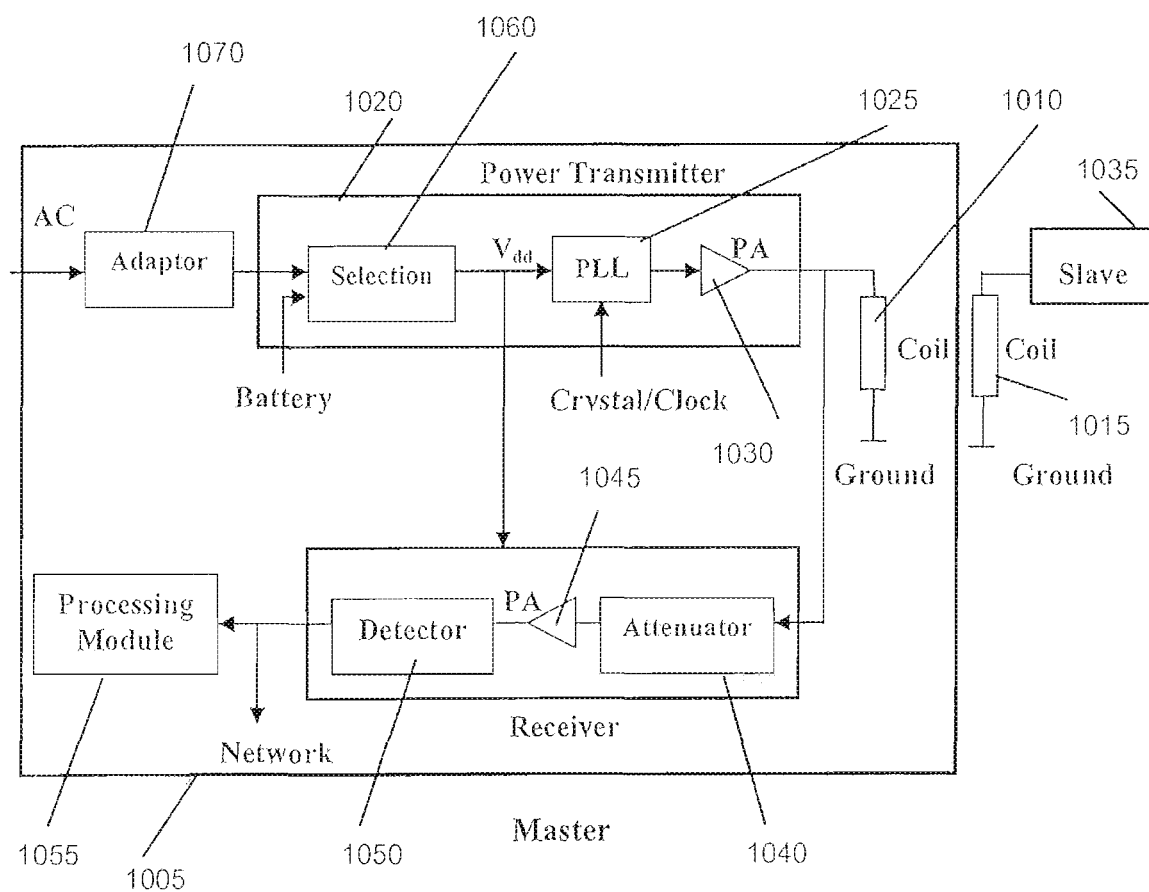 1060
1070
1020
1025
1010
1035
Power Transmitter
AC
Adaptor
Selection
Vdd
PLL
PA
Slave
Coil
Coil
Battery
Crystal/Clock
1030
1015
Ground
Ground
1045
Processing
Module
PA
Detector
Attenuator
Receiver
Network
Master
1055
1005
1050
1040